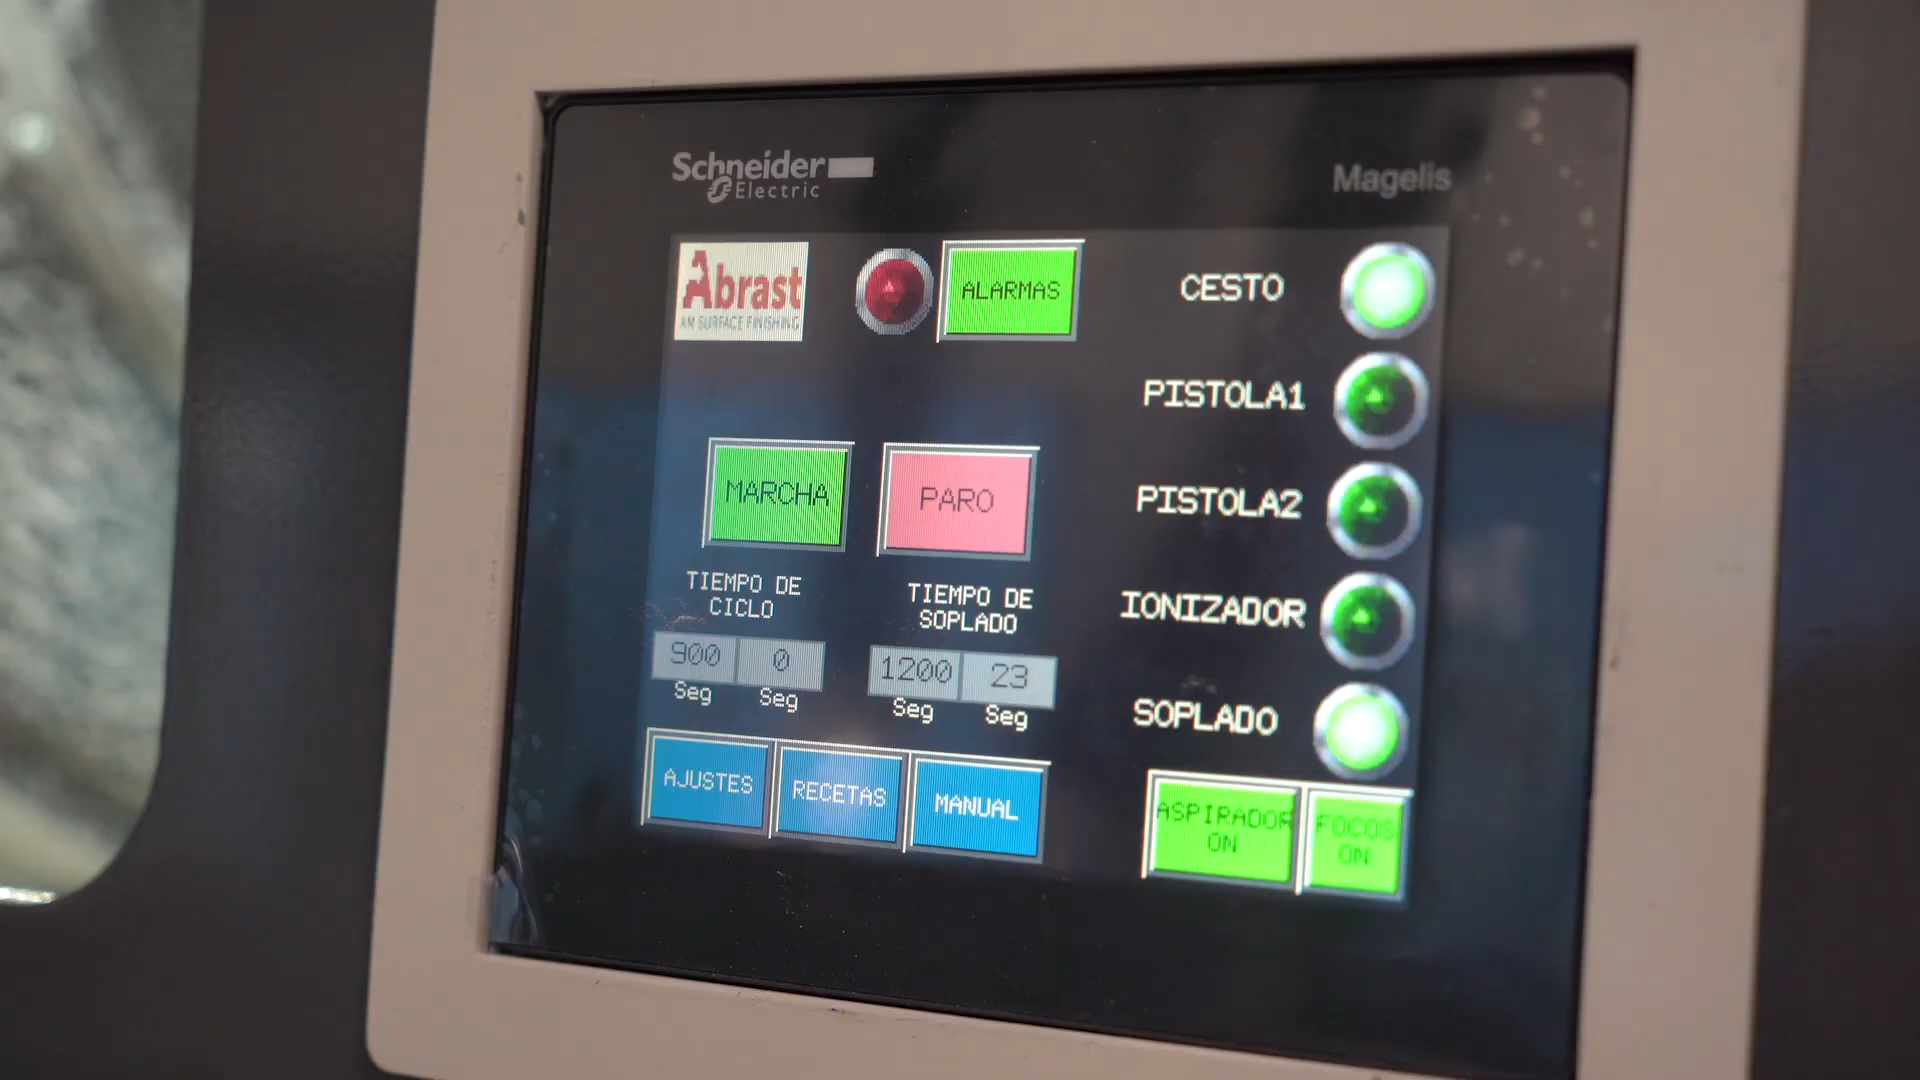 Schneider
Electric
Magelis
Abrast
AM SURFACE FINISHING
ALARMAS
CESTO
PISTOLA1
MARCHA
PARO
PISTOLA2
TIEMPO DE
CICLO
TIEMPO DE
SOPLADO
IONIZADOR
900 0
Seg Seg
1200 23
Seg Seg
SOPLADO
AJUSTES
RECETAS
MANUAL
ASPIRADOR
ON
FOCOS
ON